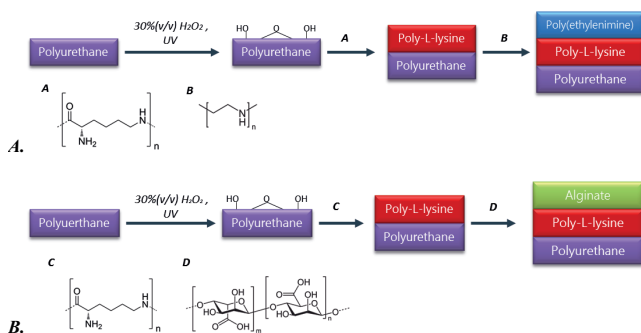 30%(v/v) H₂O₂ ,
UV
HO
O
OH
A
B
Polyurethane
Polyurethane
Poly-L-lysine
Polyurethane
Poly(ethylenimine)
Poly-L-lysine
Polyurethane
A
B
O
NH₂
H
N
n
N
H
n
A.
30%(v/v) H₂O₂ ,
UV
HO
O
OH
C
D
Polyuerthane
Polyurethane
Poly-L-lysine
Polyurethane
Alginate
Poly-L-lysine
Polyurethane
C
D
O
NH₂
H
N
n
O
OH
HO
O
O
OH
m
O
OH
O
OH
HO
O
n
O
B.